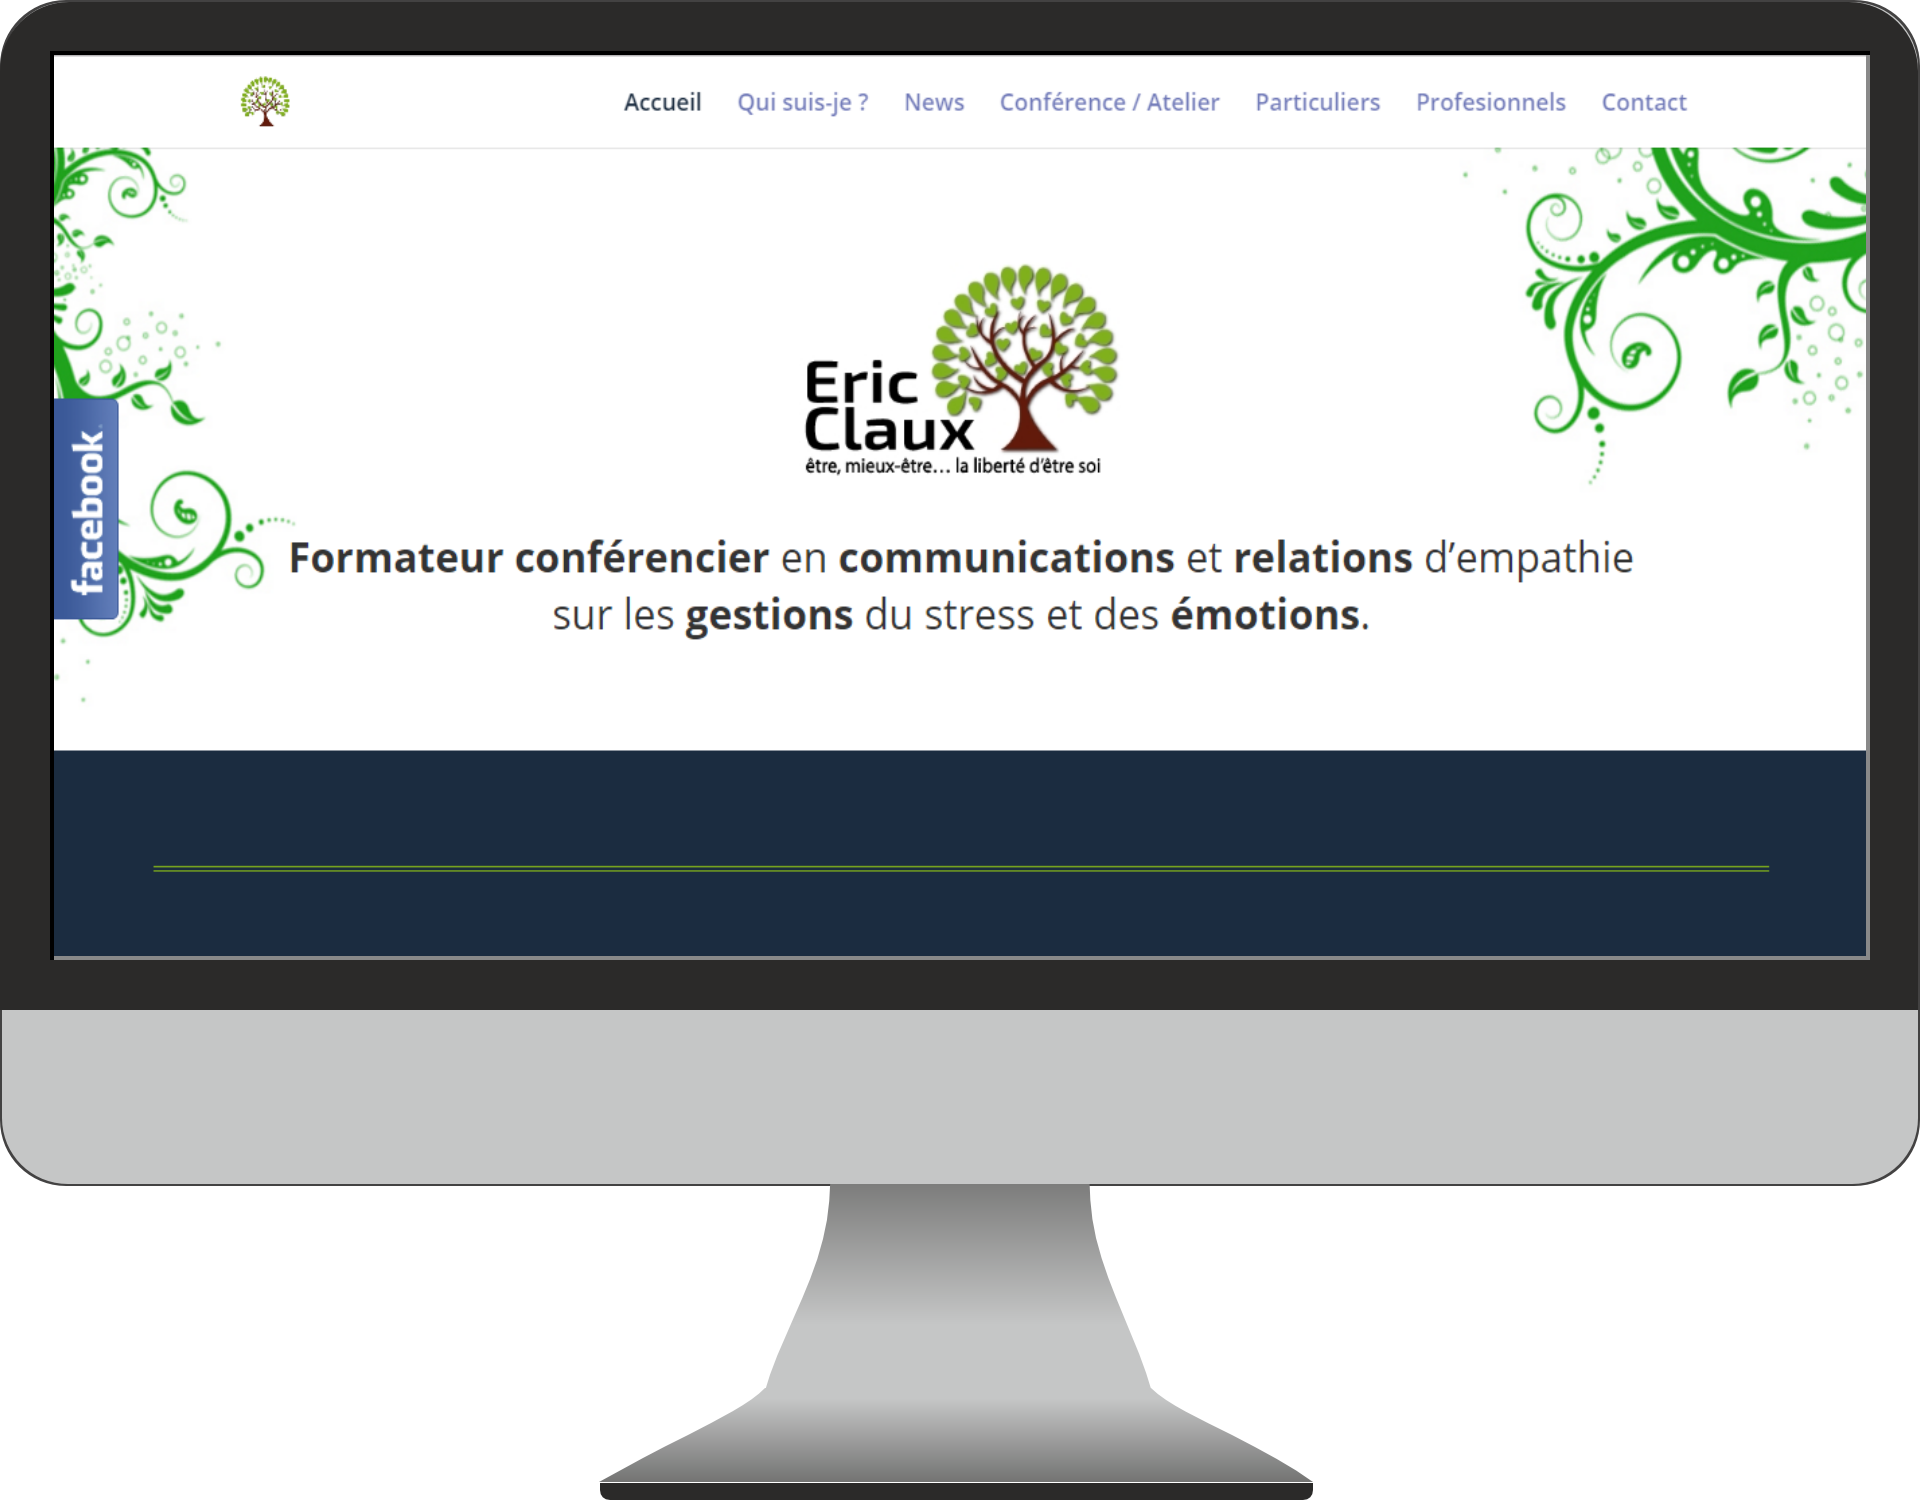 Accueil Qui suis-je ? News Conférence / Atelier Particuliers Profesionnels Contact
Eric
Claux
être, mieux-être... la liberté d'être soi
facebook
Formateur conférencier en communications et relations d’empathie
sur les gestions du stress et des émotions.